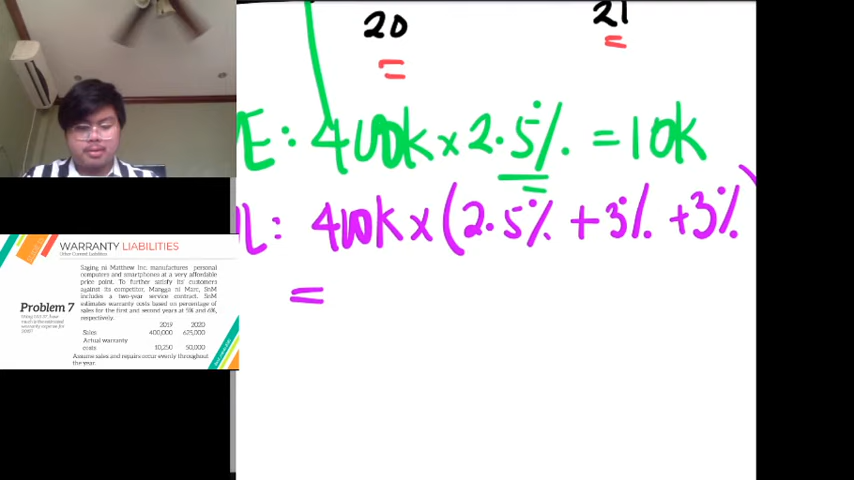 20 21
= =
E: 400k x 2.5% = 10k
L: 400k x (2.5% + 3% + 3%)
=
WARRANTY LIABILITIES
Other Current Liabilities
Saging ni Matthew Inc. manufactures personal
computers and smartphones at a very affordable
price point. To further satisfy its customers
against its competitor, Mangga ni Marc, SnM
includes a two-year service contract. SnM
estimates warranty costs based on percentage of
sales for the first and second years at 5% and 6%,
respectively.
Problem 7
2019 2020
Sales 400,000 625,000
Actual warranty
costs 10,250 50,000
Assume sales and repairs occur evenly throughout
the year.